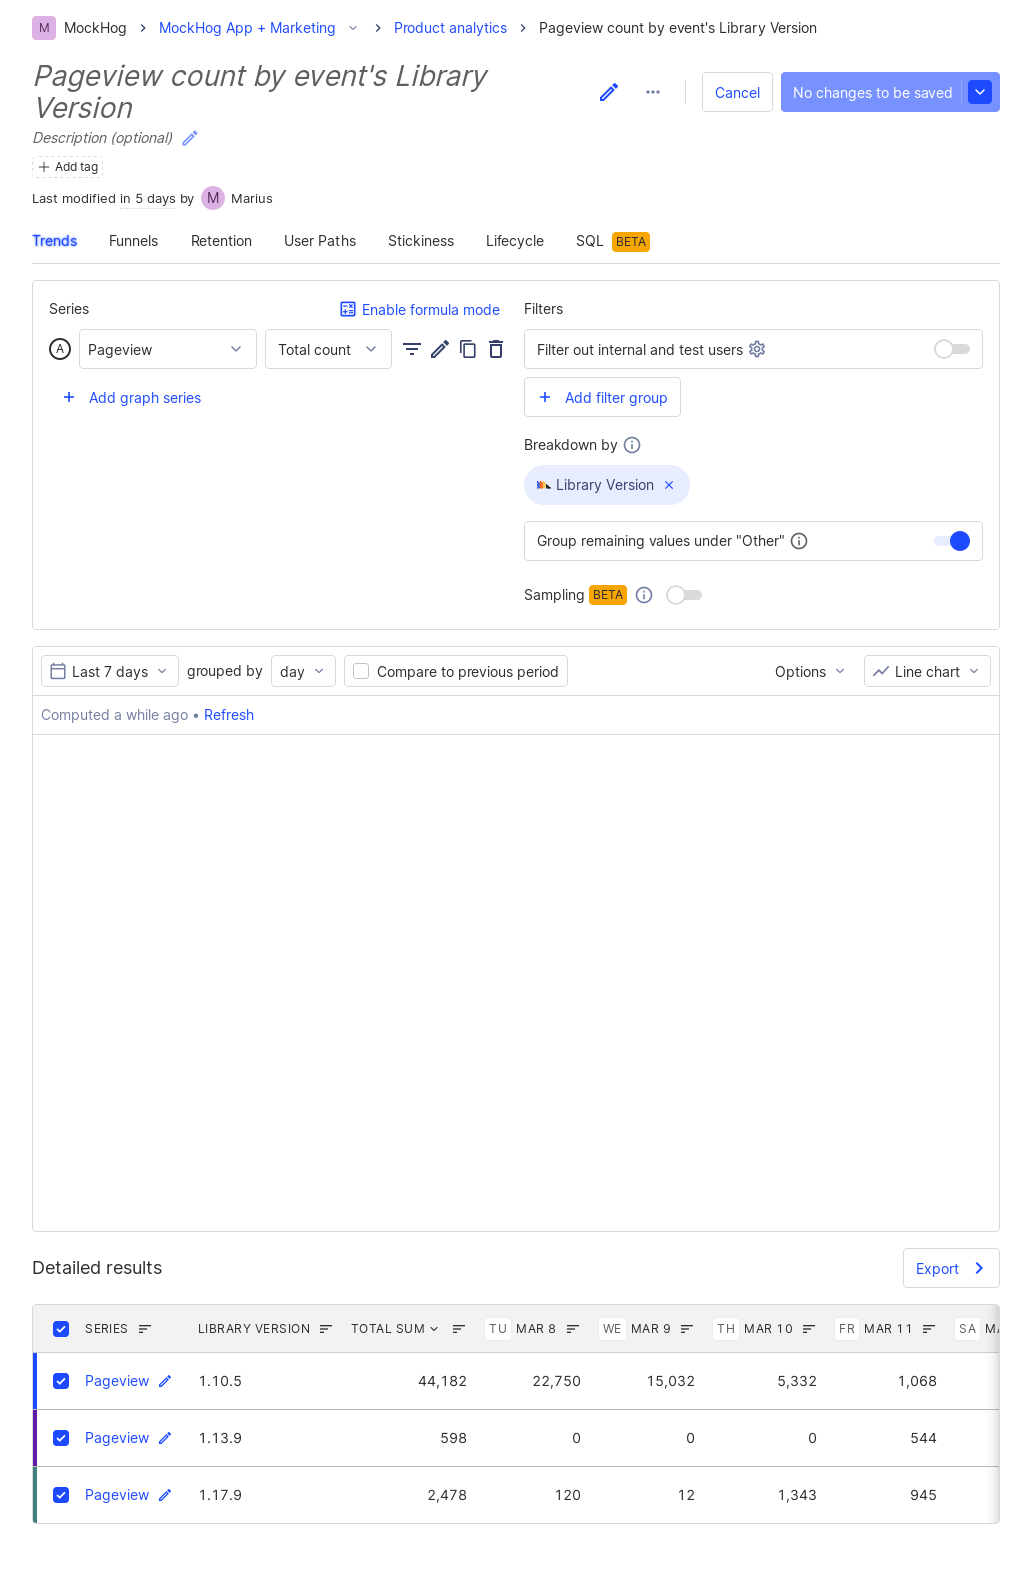 M MockHog MockHog App + Marketing Product analytics Pageview count by event's Library Version
Pageview count by event's Library
Version
Cancel No changes to be saved
Description (optional)
Add tag
Last modified in 5 days by M Marius
Trends Funnels Retention User Paths Stickiness Lifecycle SQL BETA
Series Enable formula mode
A Pageview Total count
+ Add graph series
Filters
Filter out internal and test users
+ Add filter group
Breakdown by
Library Version
Group remaining values under "Other"
Sampling BETA
Last 7 days grouped by day Compare to previous period Options Line chart
Computed a while ago • Refresh
Detailed results Export
SERIES LIBRARY VERSION TOTAL SUM TU MAR 8 WE MAR 9 TH MAR 10 FR MAR 11 SA
Pageview 1.10.5 44,182 22,750 15,032 5,332 1,068
Pageview 1.13.9 598 0 0 0 544
Pageview 1.17.9 2,478 120 12 1,343 945